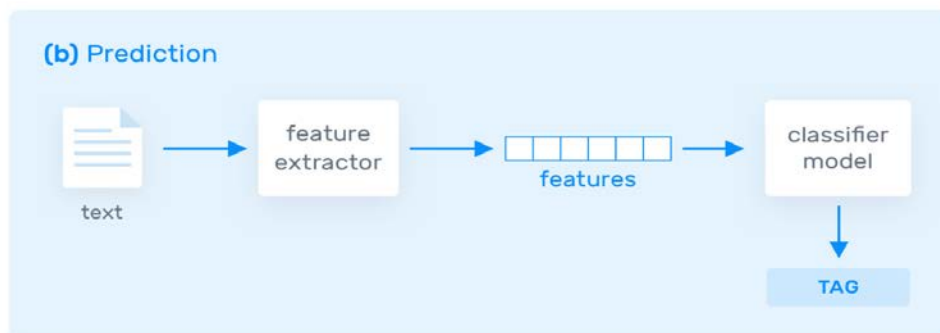 (b) Prediction
feature
extractor
classifier
model
features
text
TAG